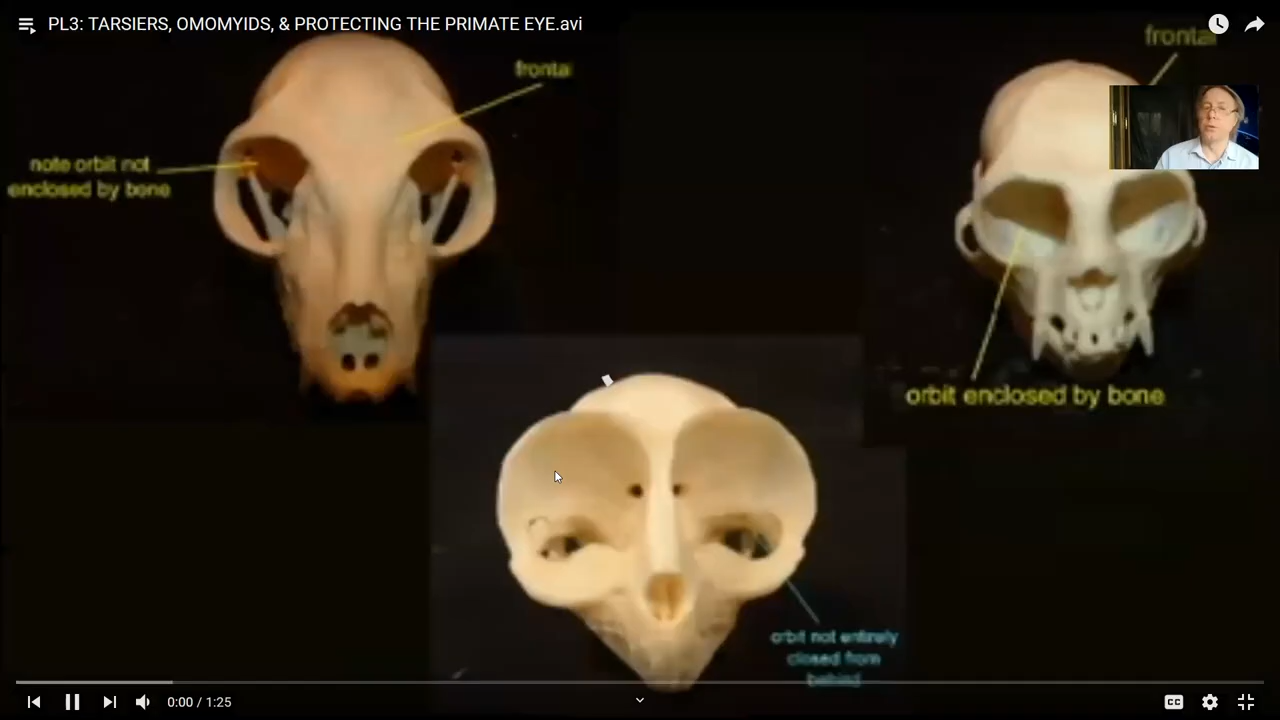 PL3: TARSIERS, OMOMYIDS, & PROTECTING THE PRIMATE EYE.avi
frontal
frontal
note orbit not
enclosed by bone
orbit enclosed by bone
orbit not entirely
closed from
behind
0:00 / 1:25
CC